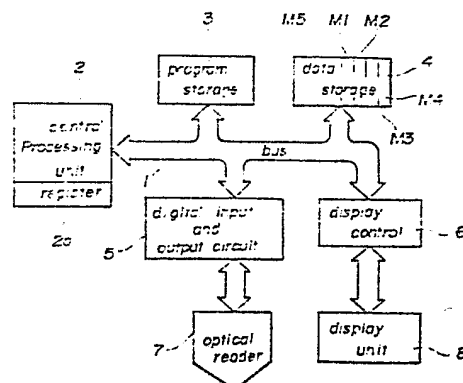 3
M5 M1 M2
2
program
storage
data
storage
4
M4
M3
central
Processing
unit
register
2a
bus
1
digital input
and
output circuit
5
display
control
6
7
optical
reader
display
unit
8